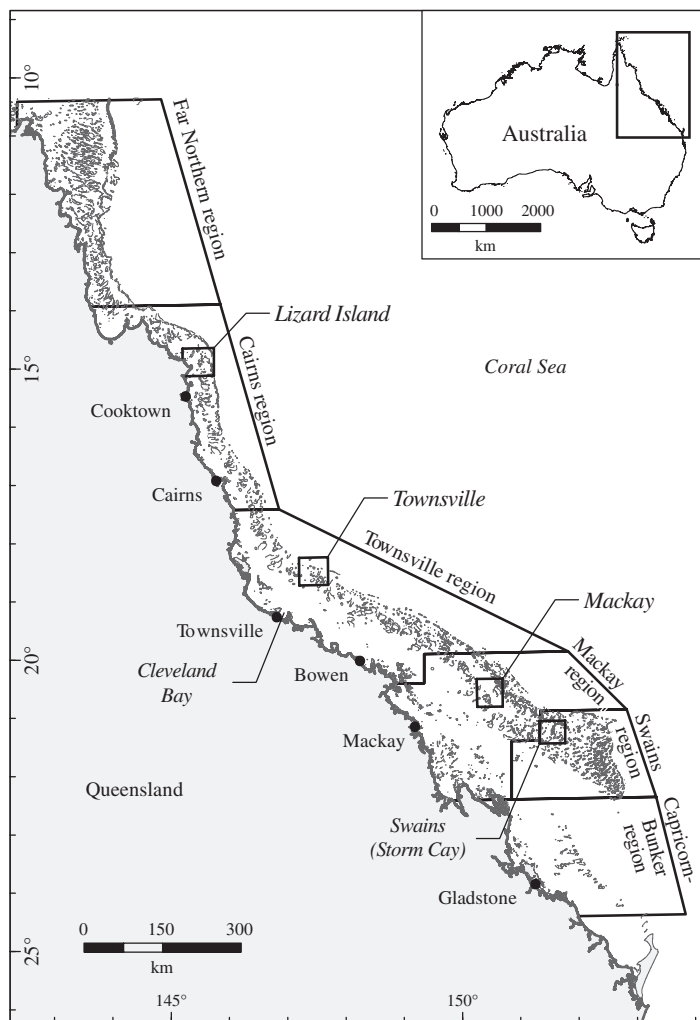 10°
15°
20°
25°
145°
150°
Australia
0 1000 2000
km
Far Northern region
Lizard Island
Cairns region
Coral Sea
Cooktown
Cairns
Townsville
Townsville region
Mackay
Townsville
Cleveland
Bay
Bowen
Mackay
region
Mackay
Swains
region
Queensland
Swains
(Storm Cay)
Capricorn-
Bunker
region
Gladstone
0 150 300
km